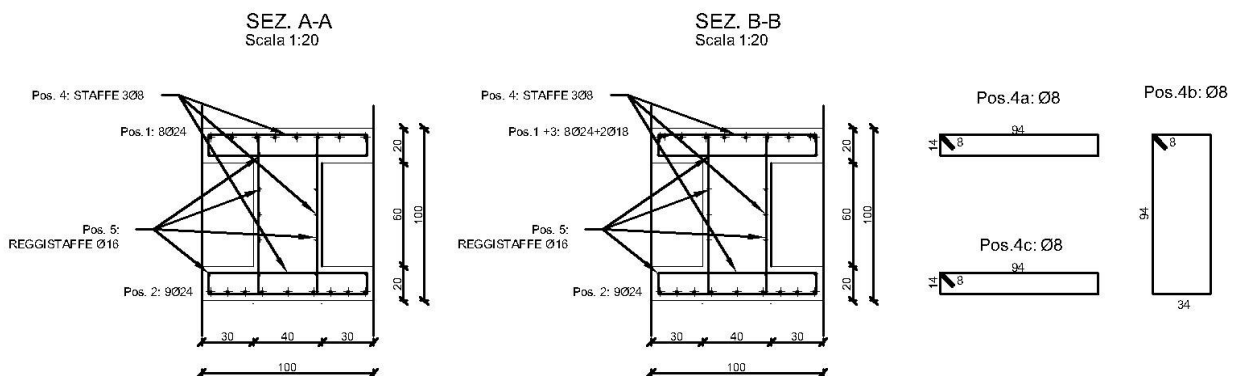 SEZ. A-A
Scala 1:20
Pos. 4: STAFFE 3Ø8
Pos.1: 8Ø24
Pos. 5:
REGGISTAFFE Ø16
Pos. 2: 9Ø24
20
60
20
100
30
40
30
100
SEZ. B-B
Scala 1:20
Pos. 4: STAFFE 3Ø8
Pos.1 +3: 8Ø24+2Ø18
Pos. 5:
REGGISTAFFE Ø16
Pos. 2: 9Ø24
20
60
20
100
30
40
30
100
Pos.4a: Ø8
94
14
8
Pos.4c: Ø8
94
14
8
Pos.4b: Ø8
8
94
34